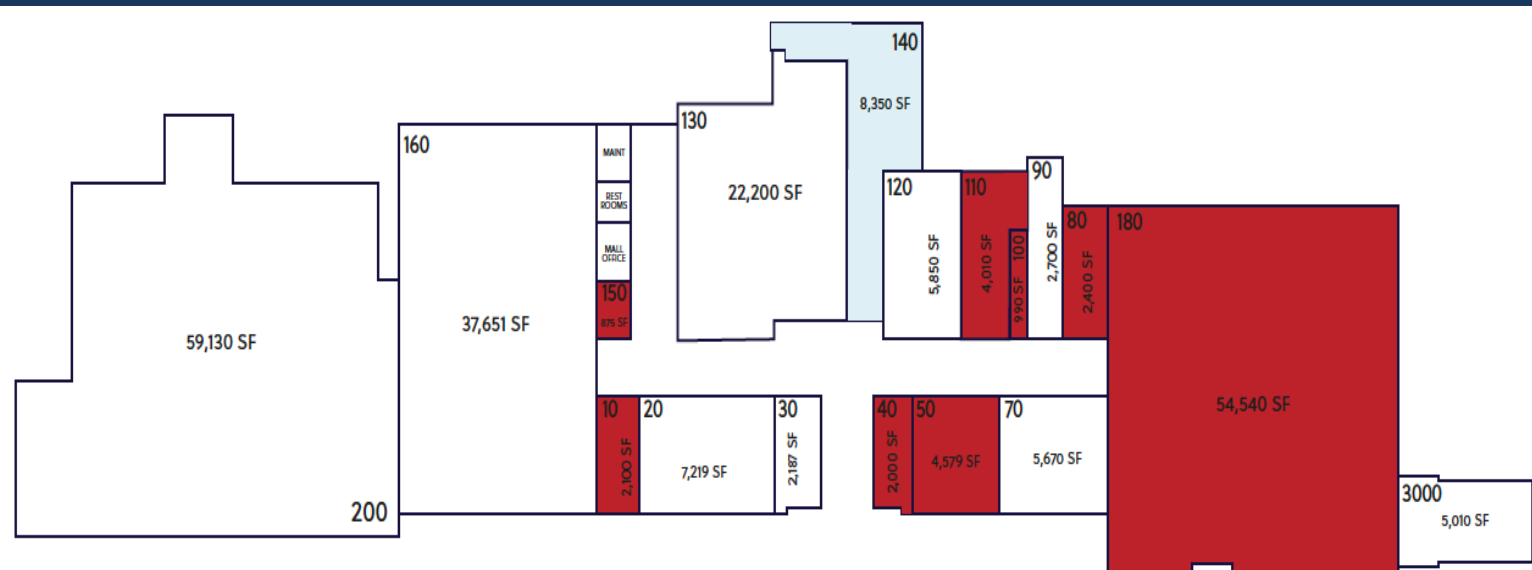 140
8,350 SF
130
22,200 SF
160
37,651 SF
MAINT
REST
ROOMS
MALL
OFFICE
150
875 SF
120
5,850 SF
110
4,010 SF
100
990 SF
90
2,700 SF
80
2,400 SF
180
54,540 SF
59,130 SF
200
10
2,100 SF
20
7,219 SF
30
2,187 SF
40
2,000 SF
50
4,579 SF
70
5,670 SF
3000
5,010 SF